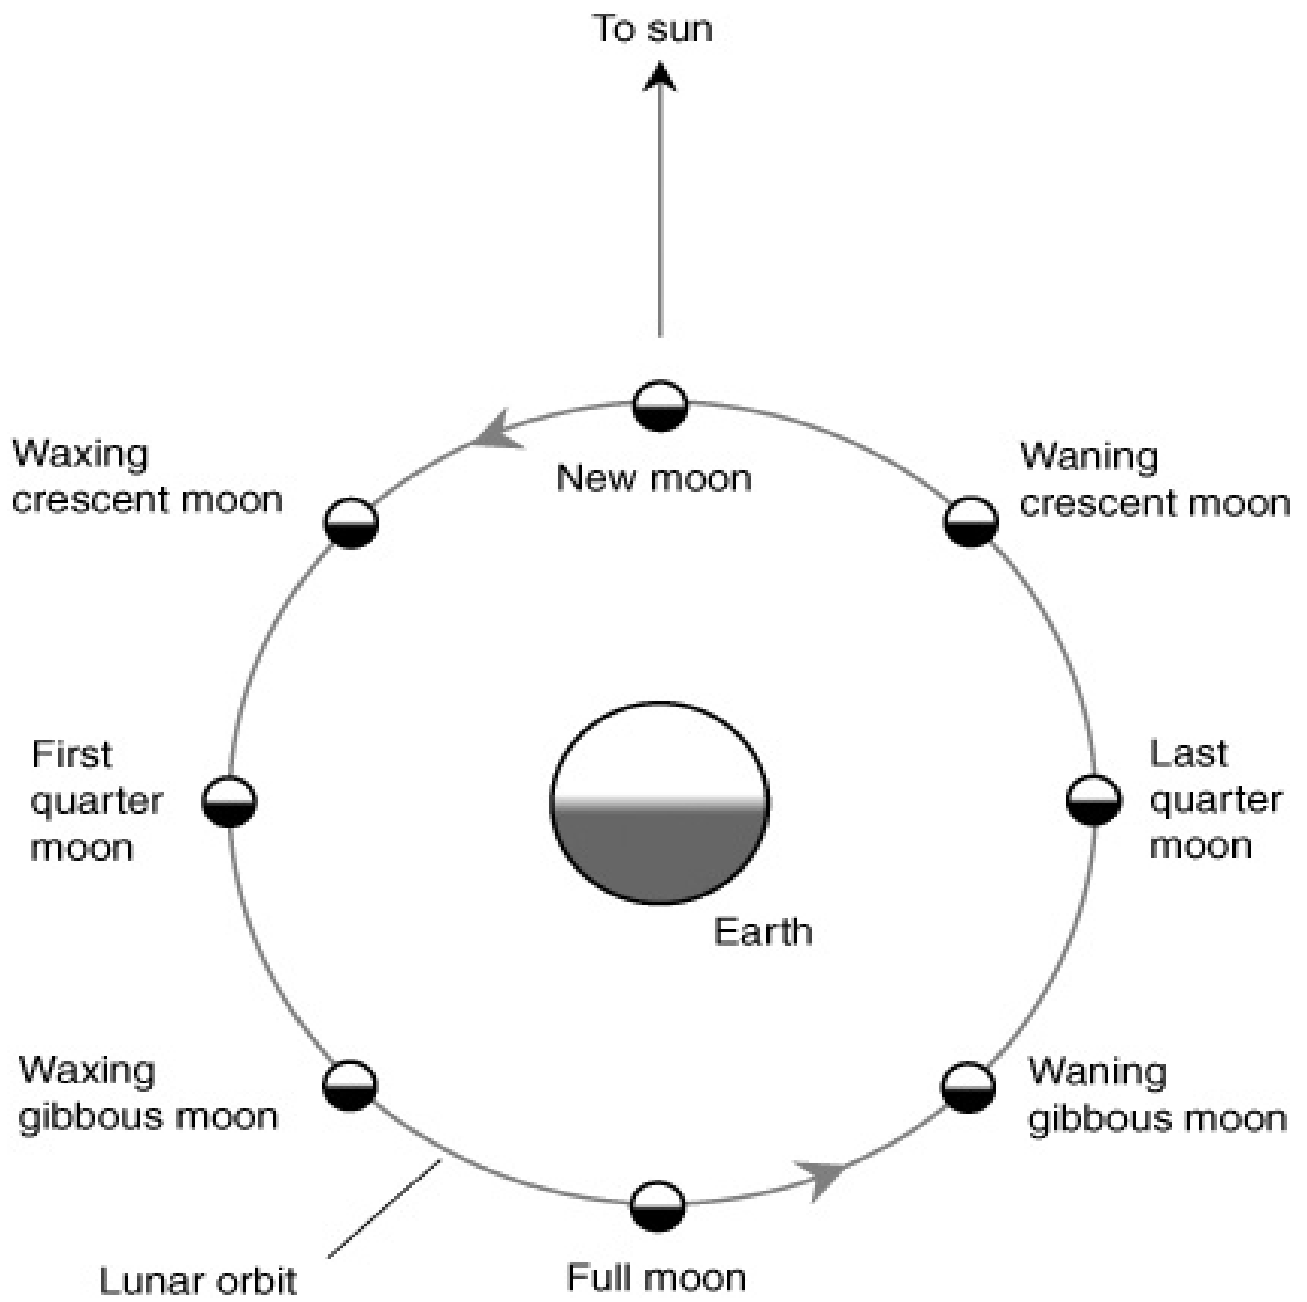 To sun
New moon
Waxing
crescent moon
Waning
crescent moon
First
quarter
moon
Last
quarter
moon
Earth
Waxing
gibbous moon
Waning
gibbous moon
Lunar orbit
Full moon